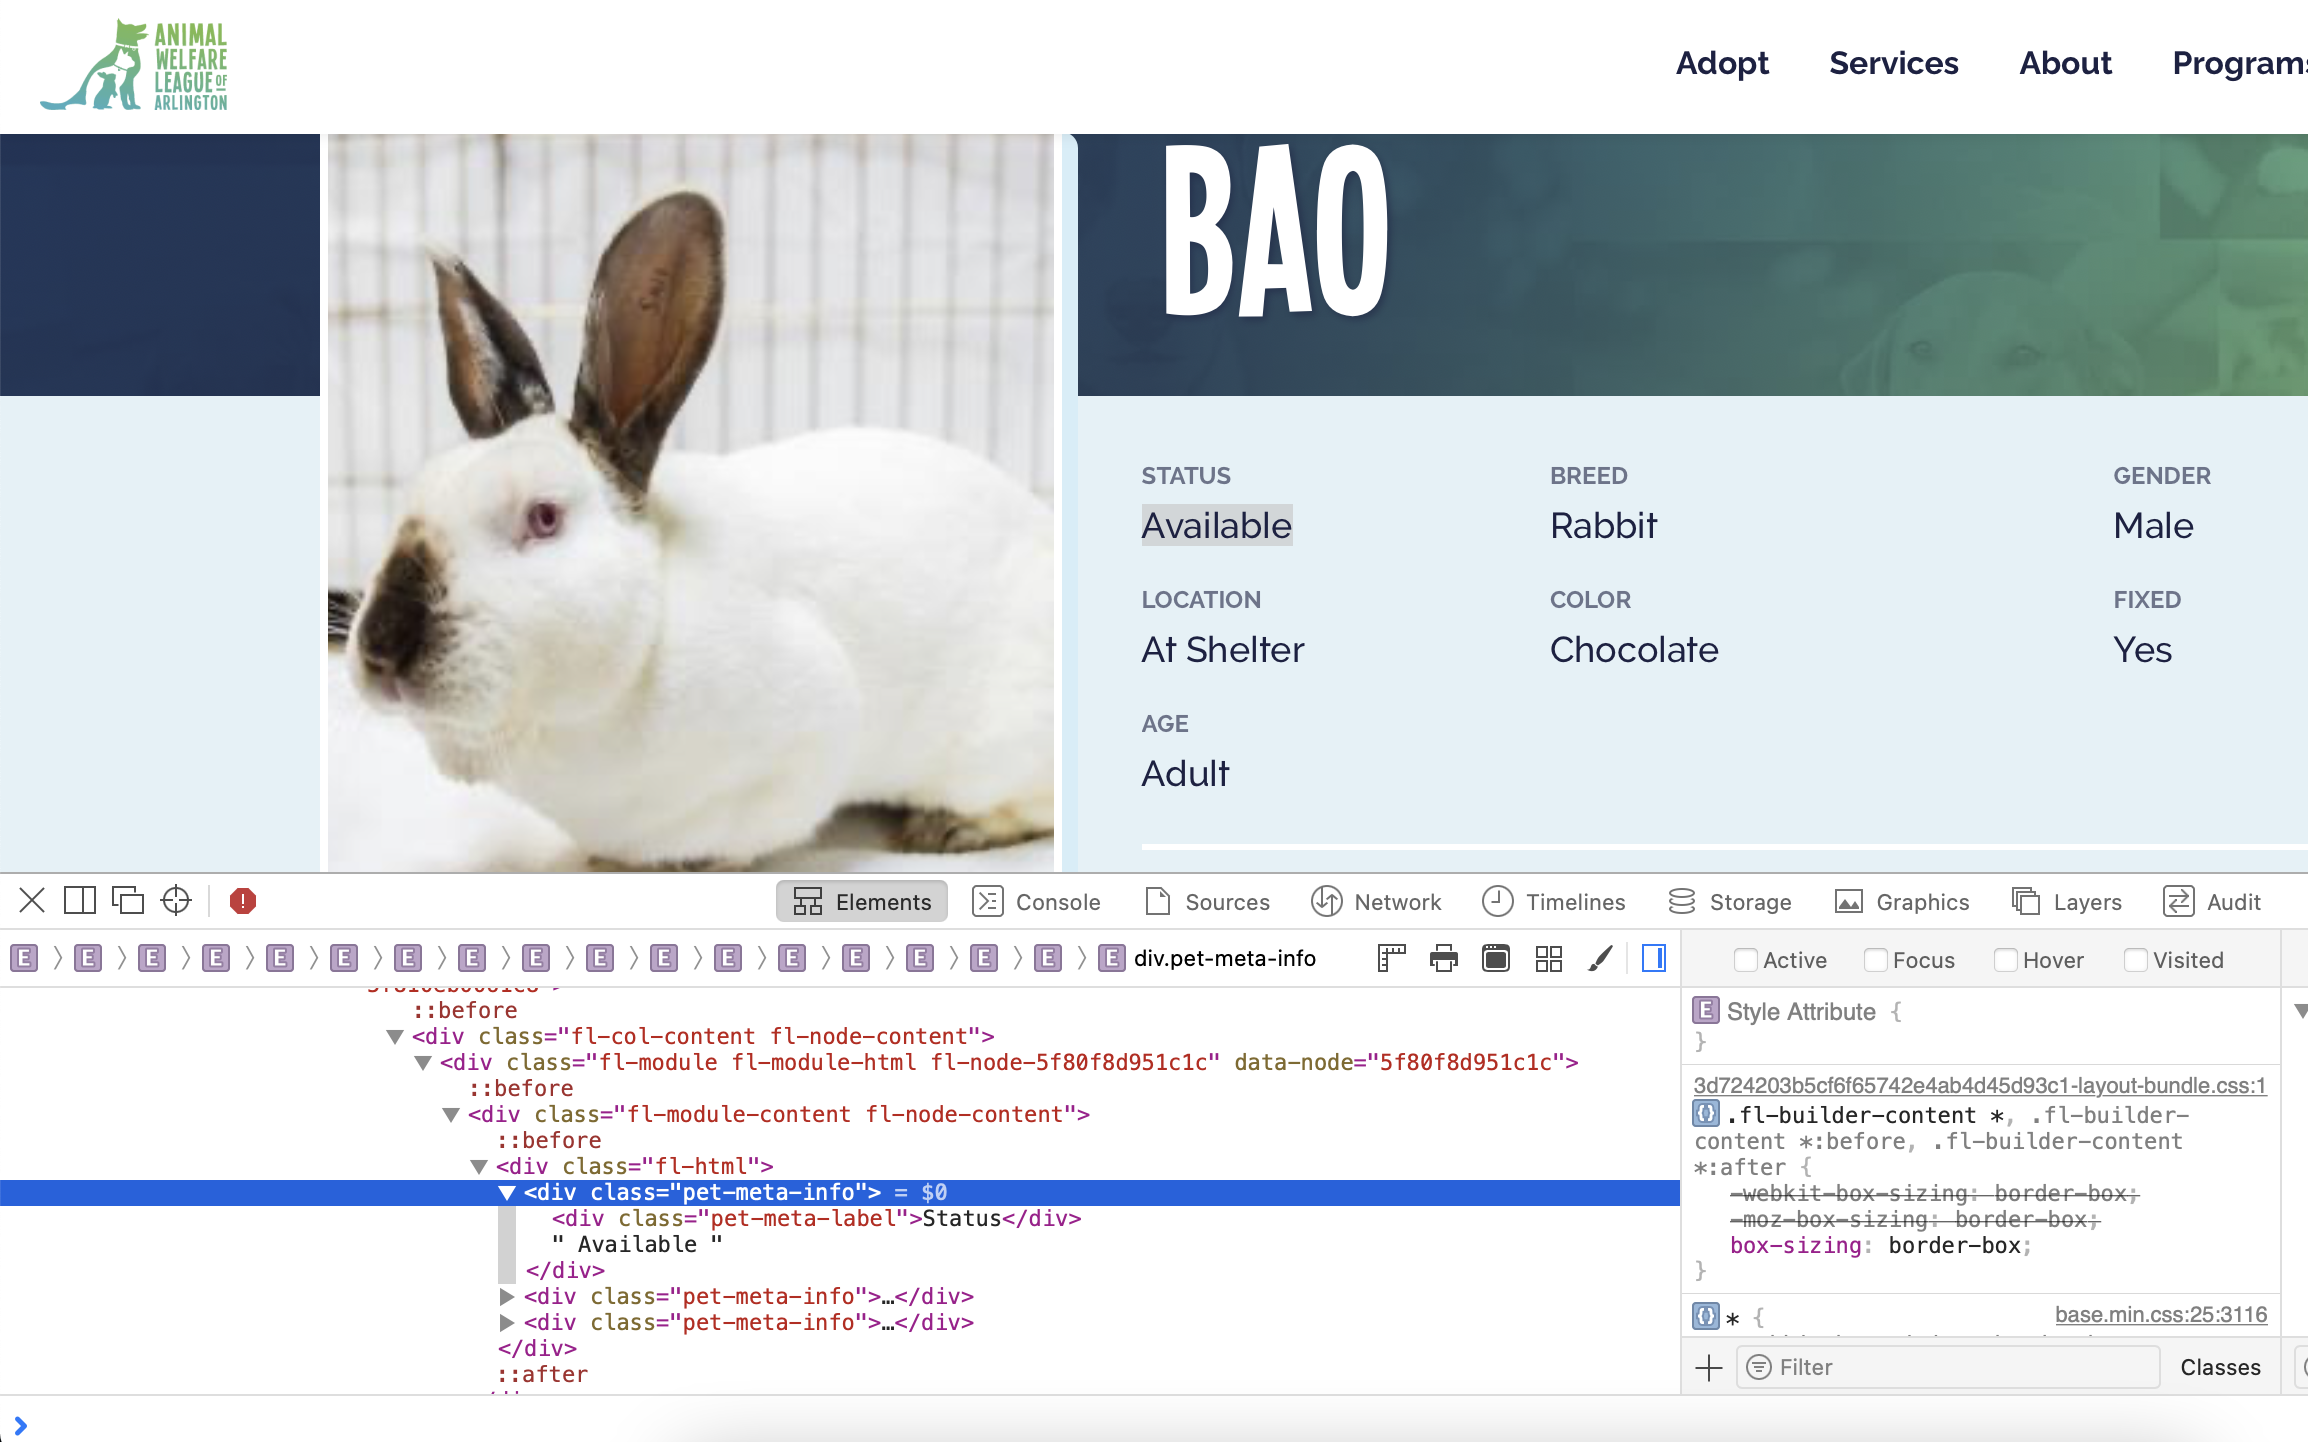 ANIMAL
WELFARE
LEAGUE OF
ARLINGTON
Adopt Services About Programs
BAO
STATUS BREED GENDER
Available Rabbit Male
LOCATION COLOR FIXED
At Shelter Chocolate Yes
AGE
Adult
Elements Console Sources Network Timelines Storage Graphics Layers Audit
E E E E E E E E E E E E E E E E E E div.pet-meta-info
Active Focus Hover Visited
::before
<div class="fl-col-content fl-node-content">
<div class="fl-module fl-module-html fl-node-5f80f8d951c1c" data-node="5f80f8d951c1c">
::before
<div class="fl-module-content fl-node-content">
::before
<div class="fl-html">
<div class="pet-meta-info"> = $0
<div class="pet-meta-label">Status</div>
" Available "
</div>
<div class="pet-meta-info">…</div>
<div class="pet-meta-info">…</div>
</div>
::after
E Style Attribute {
}
3d724203b5cf6f65742e4ab4d45d93c1-layout-bundle.css:1
.fl-builder-content *, .fl-builder-
content *:before, .fl-builder-content
*:after {
-webkit-box-sizing: border-box;
-moz-box-sizing: border-box;
box-sizing: border-box;
}
* { base.min.css:25:3116
Filter Classes